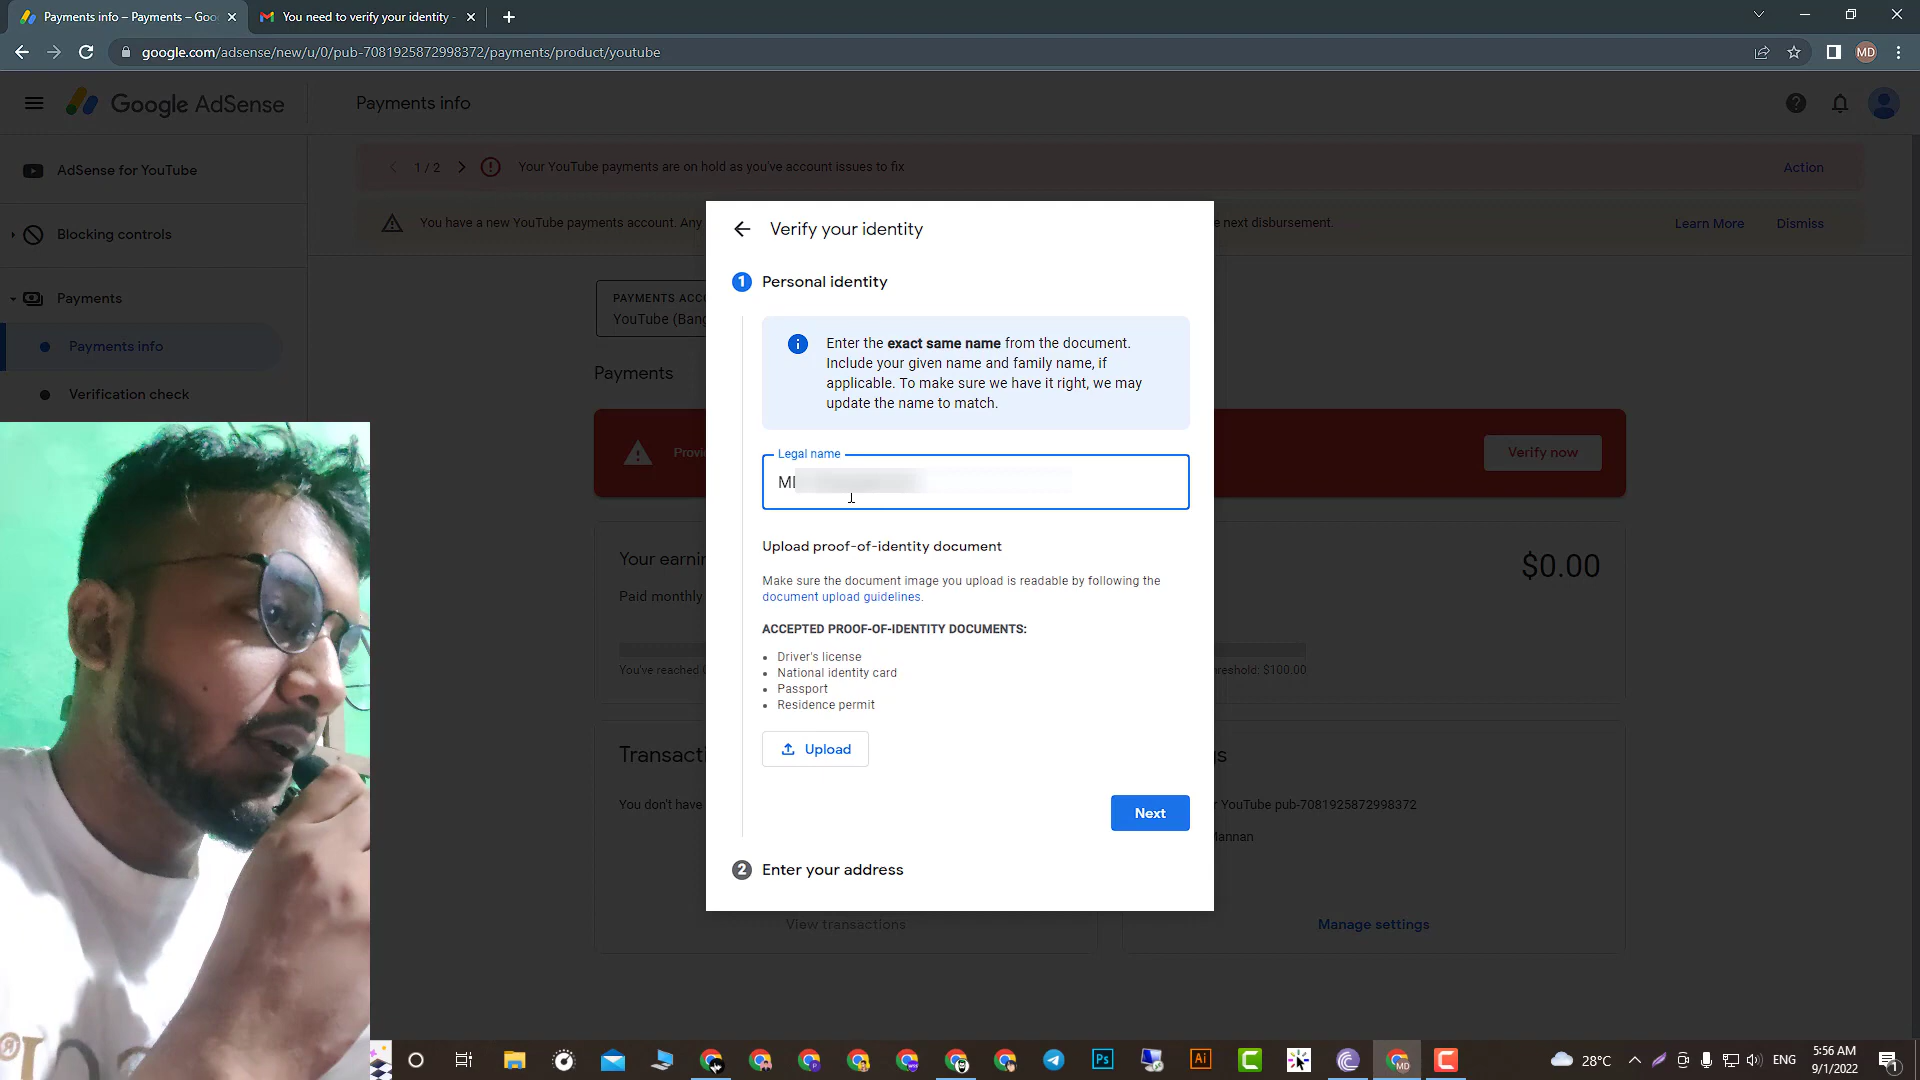 Payments info – Payments – Goo
You need to verify your identity -
google.com/adsense/new/u/0/pub-7081925872998372/payments/product/youtube
MD
Google AdSense
Payments info
AdSense for YouTube
Blocking controls
Payments
Payments info
Verification check
1 / 2
Your YouTube payments are on hold as you've account issues to fix
Action
You have a new YouTube payments account. Any
e next disbursement.
Learn More
Dismiss
PAYMENTS ACCO
YouTube (Bang
Payments
Verify now
Your earnin
$0.00
Paid monthly
You've reached
reshold: $100.00
Transacti
gs
You don't have
r YouTube pub-7081925872998372
Mannan
View transactions
Manage settings
Verify your identity
1 Personal identity
Enter the exact same name from the document.
Include your given name and family name, if
applicable. To make sure we have it right, we may
update the name to match.
Legal name
Upload proof-of-identity document
Make sure the document image you upload is readable by following the
document upload guidelines.
ACCEPTED PROOF-OF-IDENTITY DOCUMENTS:
• Driver's license
• National identity card
• Passport
• Residence permit
Upload
Next
2 Enter your address
Ps
Ai
MD
28°C
ENG
5:56 AM
9/1/2022
1